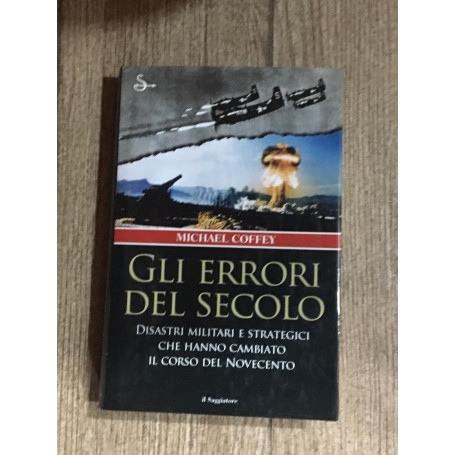 MICHAEL COFFEY
GLI ERRORI
DEL SECOLO
DISASTRI MILITARI E STRATEGICI
CHE HANNO CAMBIATO
IL CORSO DEL NOVECENTO
il Saggiatore